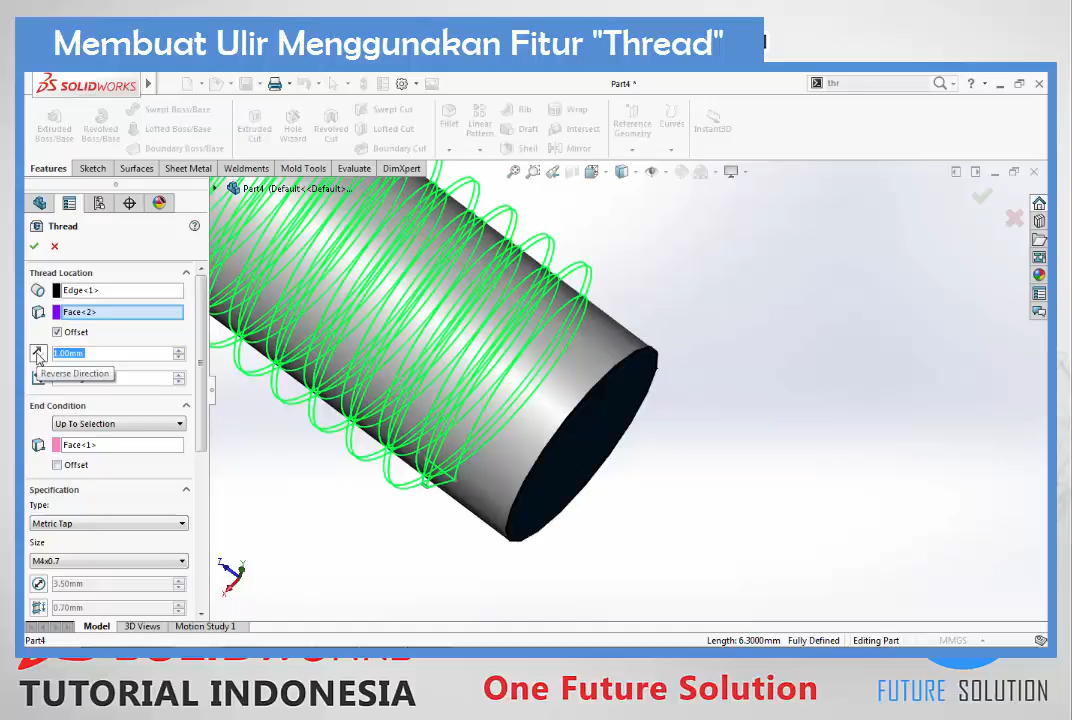 Membuat Ulir Menggunakan Fitur "Thread"
SOLIDWORKS
Part4 *
thr
Extruded Boss/Base
Revolved Boss/Base
Swept Boss/Base
Lofted Boss/Base
Boundary Boss/Base
Extruded Cut
Hole Wizard
Revolved Cut
Swept Cut
Lofted Cut
Boundary Cut
Fillet
Linear Pattern
Rib
Draft
Shell
Wrap
Intersect
Mirror
Reference Geometry
Curves
Instant3D
Features
Sketch
Surfaces
Sheet Metal
Weldments
Mold Tools
Evaluate
DimXpert
Part4 (Default<<Default>...
Thread
Thread Location
Edge<1>
Face<2>
Offset
1.00mm
Reverse Direction
End Condition
Up To Selection
Face<1>
Offset
Specification
Type:
Metric Tap
Size
M4x0.7
3.50mm
0.70mm
Z
Y
X
Model
3D Views
Motion Study 1
Part4
Length: 6.3000mm
Fully Defined
Editing Part
MMGS
TUTORIAL INDONESIA
One Future Solution
FUTURE SOLUTION